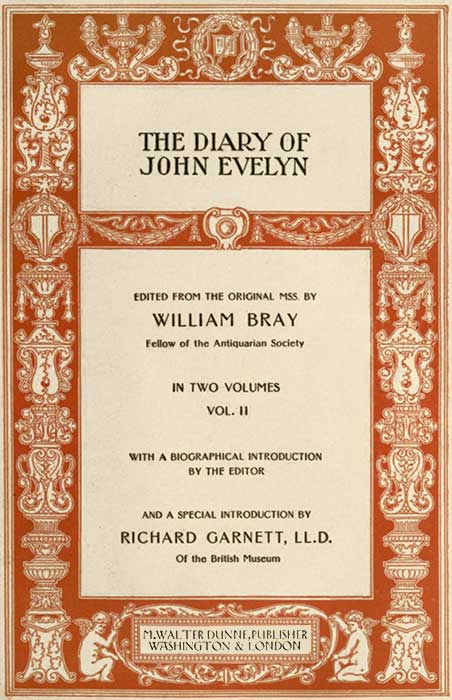 THE DIARY OF
JOHN EVELYN
EDITED FROM THE ORIGINAL MSS. BY
WILLIAM BRAY
Fellow of the Antiquarian Society
IN TWO VOLUMES
VOL. II
WITH A BIOGRAPHICAL INTRODUCTION
BY THE EDITOR
AND A SPECIAL INTRODUCTION BY
RICHARD GARNETT, LL.D.
Of the British Museum
M. WALTER DUNNE, PUBLISHER
WASHINGTON & LONDON